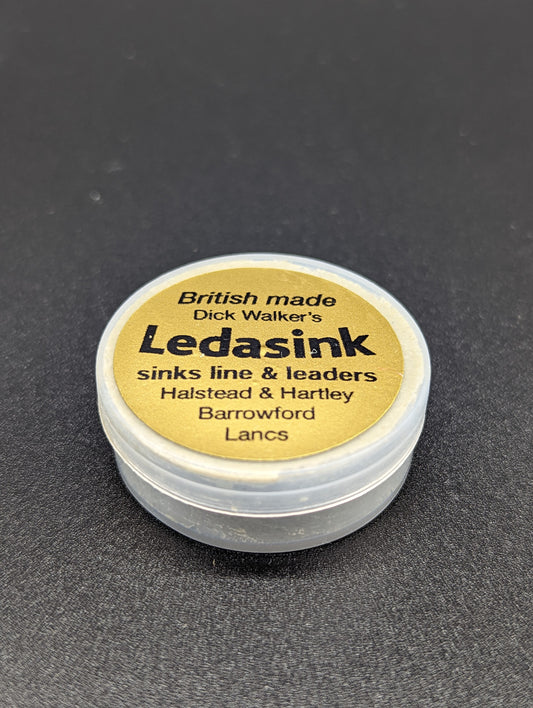 British made
Dick Walker's
Ledasink
sinks line & leaders
Halstead & Hartley
Barrowford
Lancs